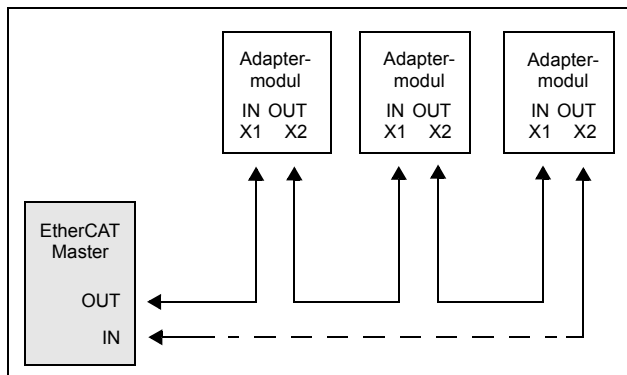 Adapter-
modul
IN OUT
X1 X2
Adapter-
modul
IN OUT
X1 X2
Adapter-
modul
IN OUT
X1 X2
EtherCAT
Master
OUT
IN